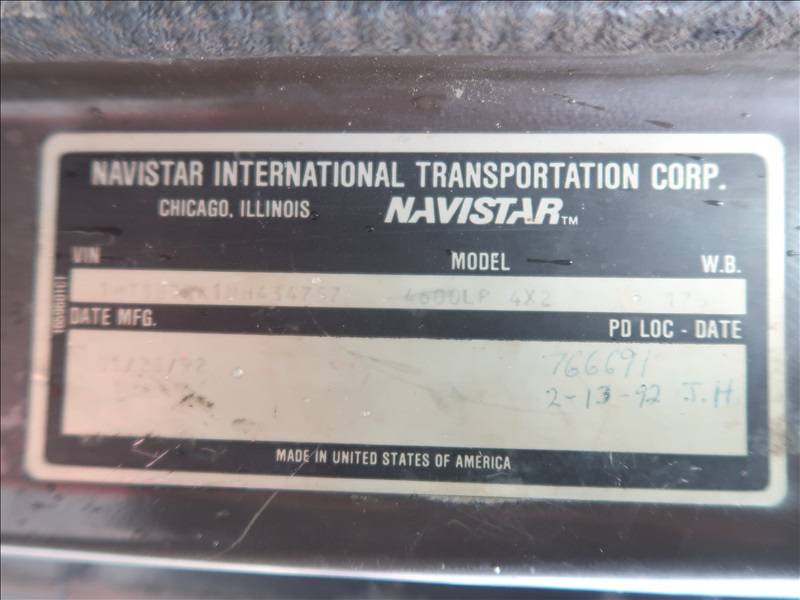 NAVISTAR INTERNATIONAL TRANSPORTATION CORP.
CHICAGO, ILLINOIS NAVISTAR TM
VIN MODEL W.B.
4600LP 4X2
DATE MFG. PD LOC - DATE
766691
2-13-92 J.H
MADE IN UNITED STATES OF AMERICA